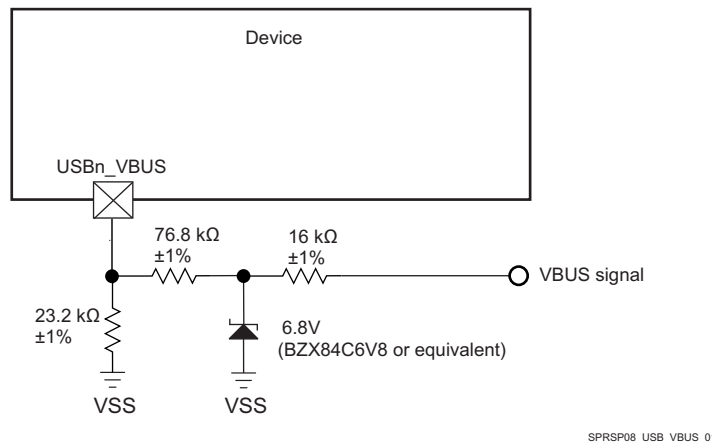 Device
USBn_VBUS
76.8 kΩ
±1%
16 kΩ
±1%
VBUS signal
23.2 kΩ
±1%
6.8V
(BZX84C6V8 or equivalent)
VSS
VSS
SPRSP08_USB_VBUS_0